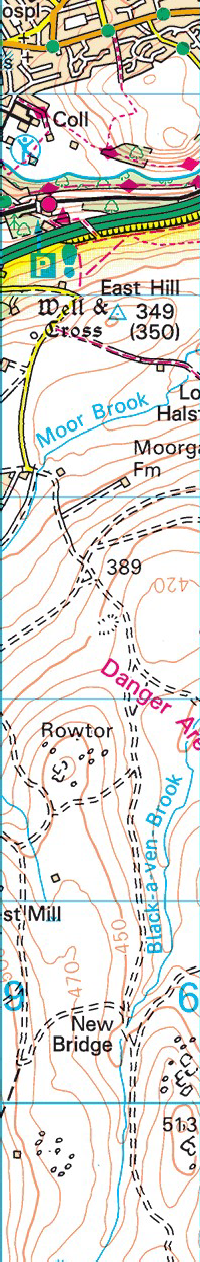 ospl
s
Coll
P
East Hill
Well &
Cross
349
(350)
Moor Brook
Lo
Halst
Moorga
Fm
389
420
Danger Are
Rowtor
Black-a-ven-Brook
st Mill
450
470
9
6
New
Bridge
513